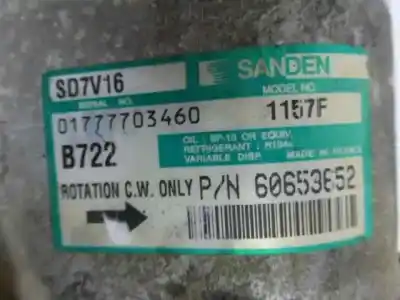 SD7V16
SANDEN
SERIAL NO.
MODEL NO.
01777703460
1157F
B722
OIL : SP-10 OR EQUIV.
REFRIGERANT : R134a
VARIABLE DISP. MADE IN FRANCE
ROTATION C.W. ONLY P/N 60653652